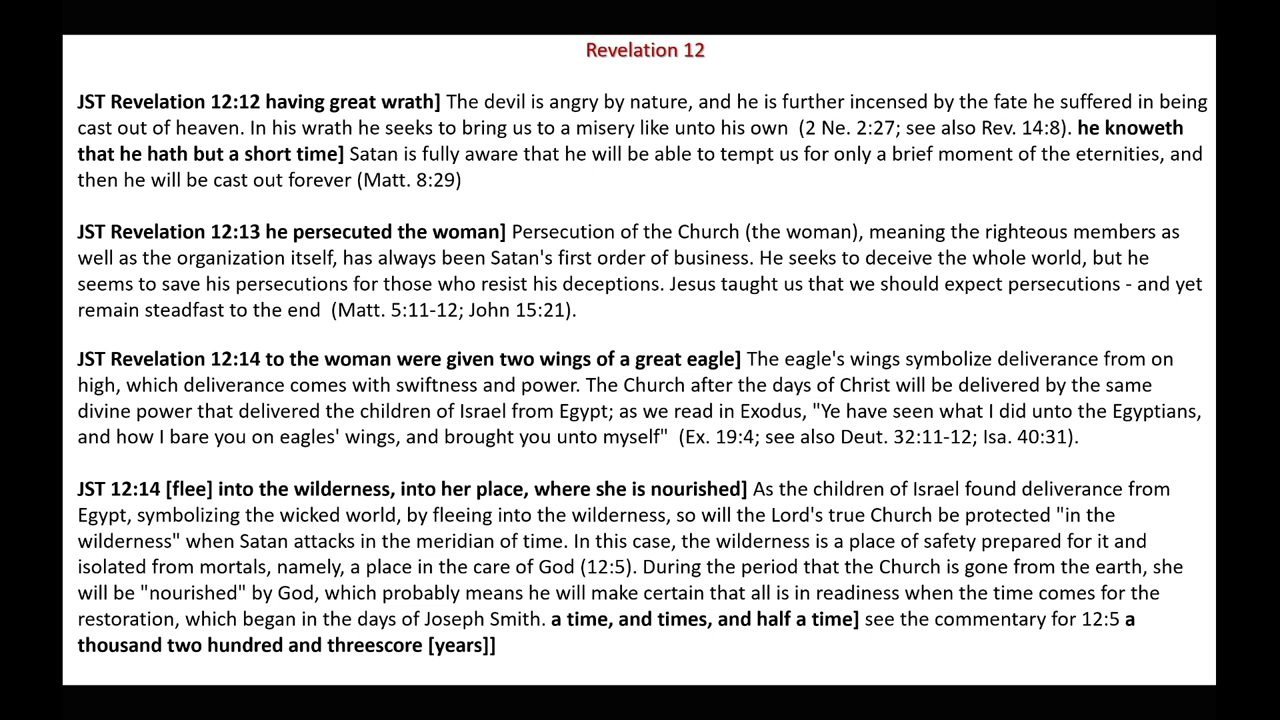 Revelation 12
JST Revelation 12:12 having great wrath] The devil is angry by nature, and he is further incensed by the fate he suffered in being
cast out of heaven. In his wrath he seeks to bring us to a misery like unto his own  (2 Ne. 2:27; see also Rev. 14:8). he knoweth
that he hath but a short time] Satan is fully aware that he will be able to tempt us for only a brief moment of the eternities, and
then he will be cast out forever (Matt. 8:29)
JST Revelation 12:13 he persecuted the woman] Persecution of the Church (the woman), meaning the righteous members as
well as the organization itself, has always been Satan's first order of business. He seeks to deceive the whole world, but he
seems to save his persecutions for those who resist his deceptions. Jesus taught us that we should expect persecutions - and yet
remain steadfast to the end  (Matt. 5:11-12; John 15:21).
JST Revelation 12:14 to the woman were given two wings of a great eagle] The eagle's wings symbolize deliverance from on
high, which deliverance comes with swiftness and power. The Church after the days of Christ will be delivered by the same
divine power that delivered the children of Israel from Egypt; as we read in Exodus, "Ye have seen what I did unto the Egyptians,
and how I bare you on eagles' wings, and brought you unto myself"  (Ex. 19:4; see also Deut. 32:11-12; Isa. 40:31).
JST 12:14 [flee] into the wilderness, into her place, where she is nourished] As the children of Israel found deliverance from
Egypt, symbolizing the wicked world, by fleeing into the wilderness, so will the Lord's true Church be protected "in the
wilderness" when Satan attacks in the meridian of time. In this case, the wilderness is a place of safety prepared for it and
isolated from mortals, namely, a place in the care of God (12:5). During the period that the Church is gone from the earth, she
will be "nourished" by God, which probably means he will make certain that all is in readiness when the time comes for the
restoration, which began in the days of Joseph Smith. a time, and times, and half a time] see the commentary for 12:5 a
thousand two hundred and threescore [years]]